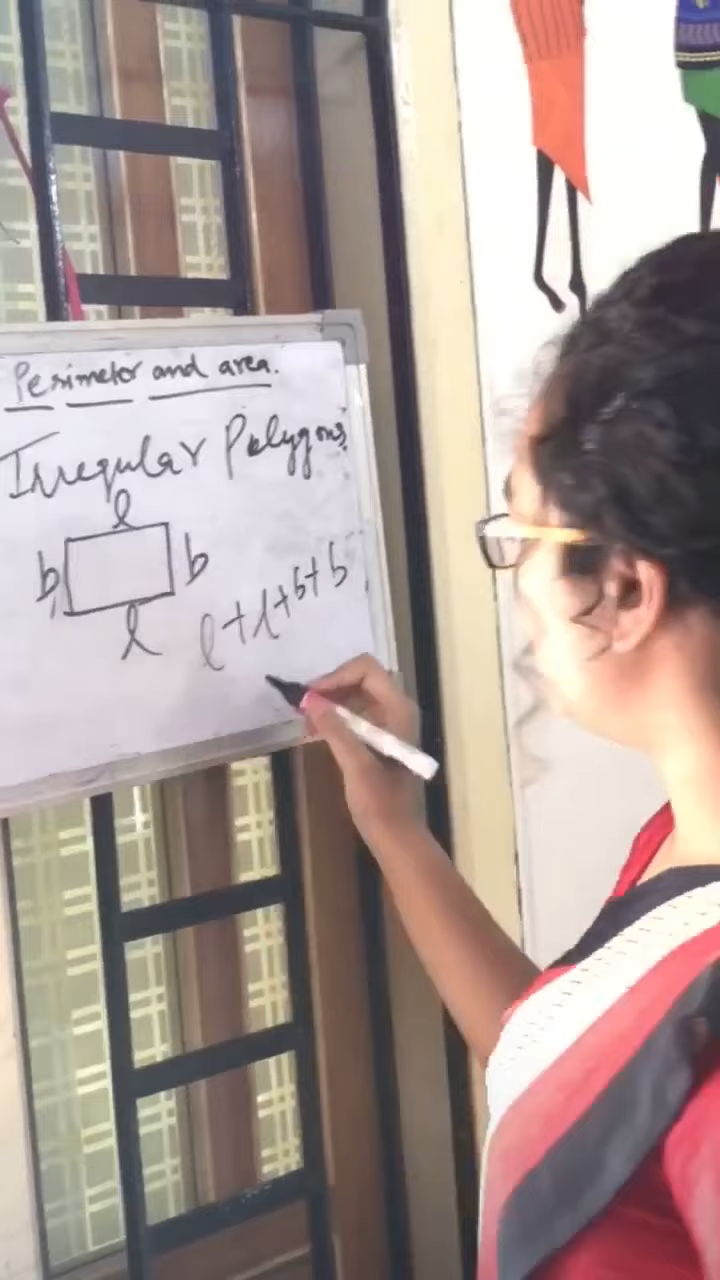 Perimeter and area.
Irregular Polygons.
l
b b
l
l+l+b+b